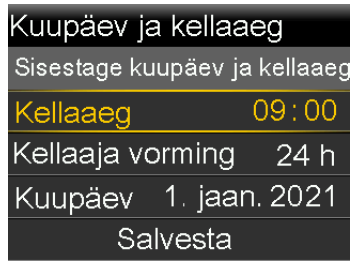 Kuupäev ja kellaaeg
Sisestage kuupäev ja kellaaeg
Kellaaeg 09:00
Kellaaja vorming 24 h
Kuupäev 1. jaan. 2021
Salvesta